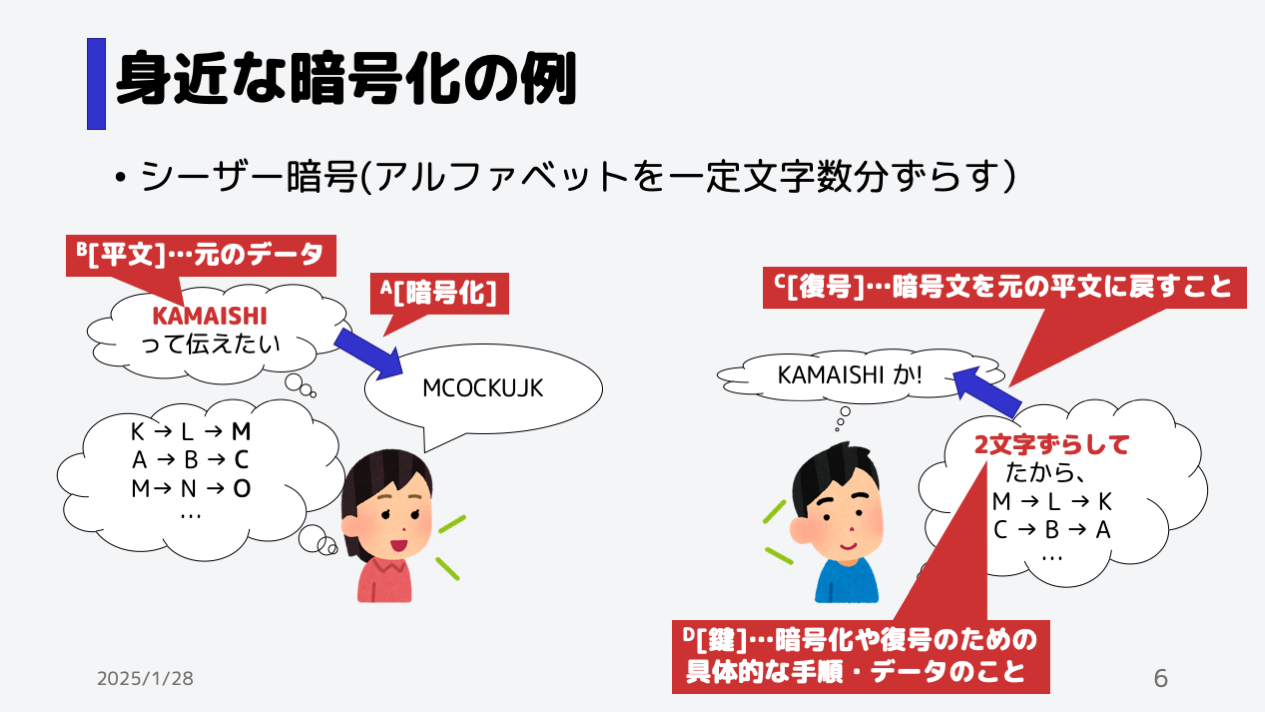 身近な暗号化の例
• シーザー暗号(アルファベットを一定文字数分ずらす）
B[平文]…元のデータ
KAMAISHI
って伝えたい
A[暗号化]
MCOCKUJK
K → L → M
A → B → C
M→ N → O
…
C[復号]…暗号文を元の平文に戻すこと
KAMAISHI か!
2文字ずらして
たから、
M → L → K
C → B → A
…
D[鍵]…暗号化や復号のための
具体的な手順・データのこと
2025/1/28
6